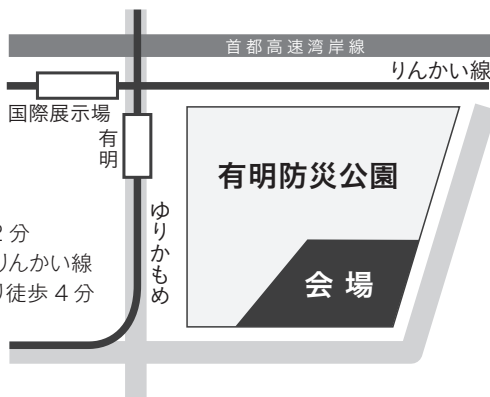 首都高速湾岸線
りんかい線
国際展示場
有明
有明防災公園
ゆりかもめ
2 分
りんかい線
り徒歩 4 分
会場